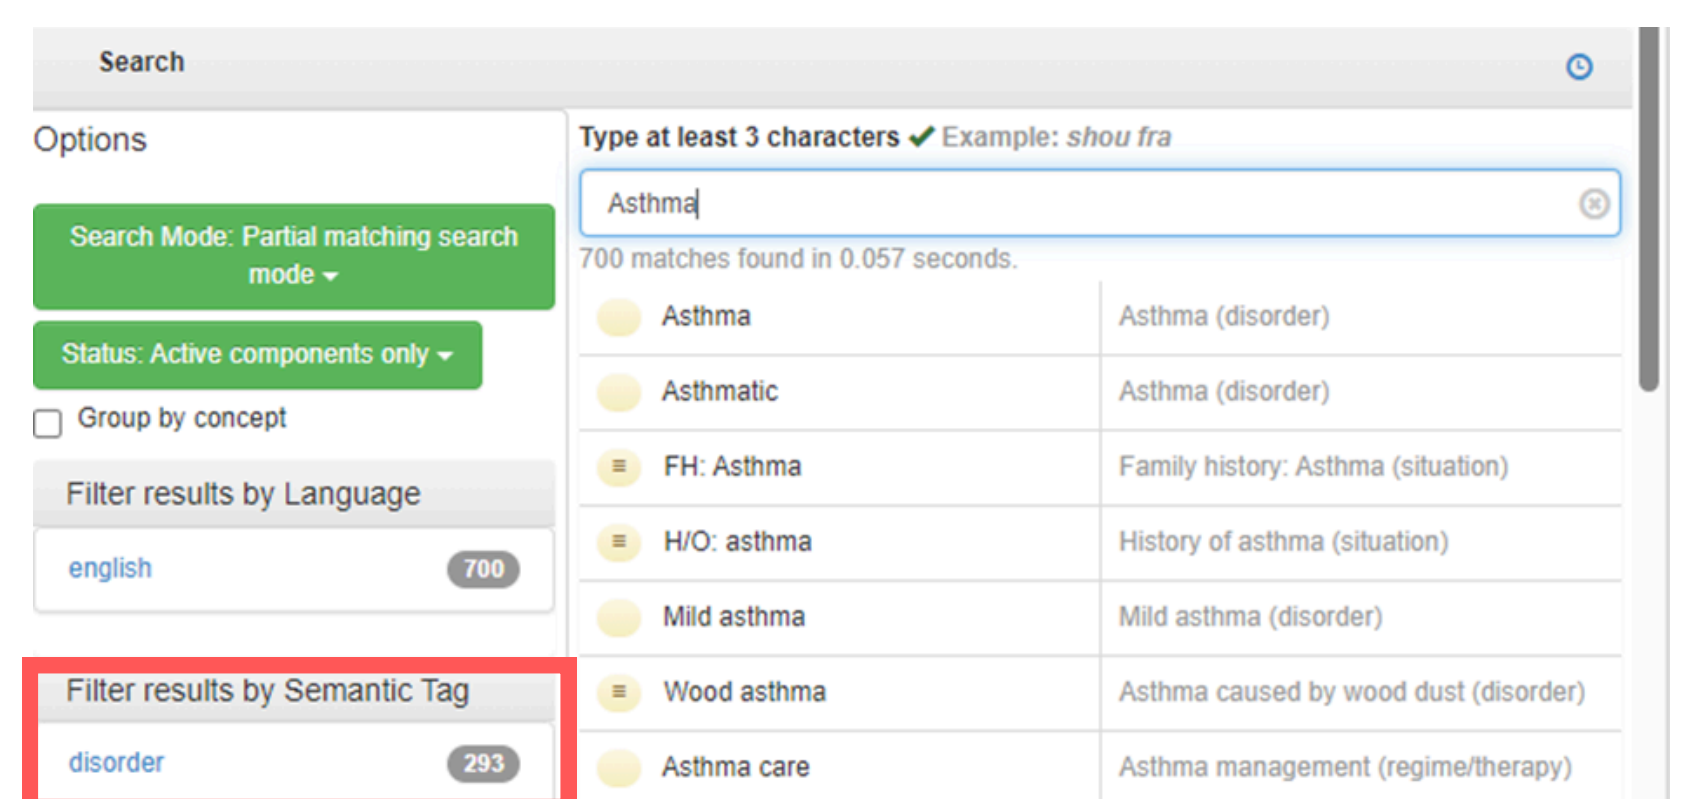 Search
Options
Search Mode: Partial matching search
mode
Status: Active components only
Group by concept
Filter results by Language
english 700
Filter results by Semantic Tag
disorder 293
Type at least 3 characters ✔ Example: shou fra
Asthma
700 matches found in 0.057 seconds.
Asthma Asthma (disorder)
Asthmatic Asthma (disorder)
FH: Asthma Family history: Asthma (situation)
H/O: asthma History of asthma (situation)
Mild asthma Mild asthma (disorder)
Wood asthma Asthma caused by wood dust (disorder)
Asthma care Asthma management (regime/therapy)